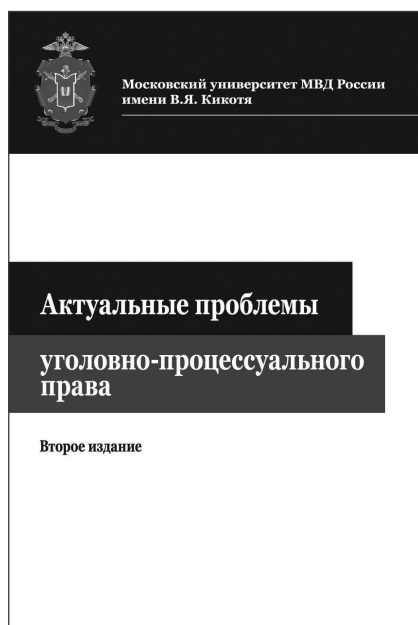 Московский университет МВД России
имени В.Я. Кикотя
Актуальные проблемы
уголовно-процессуального
права
Второе издание